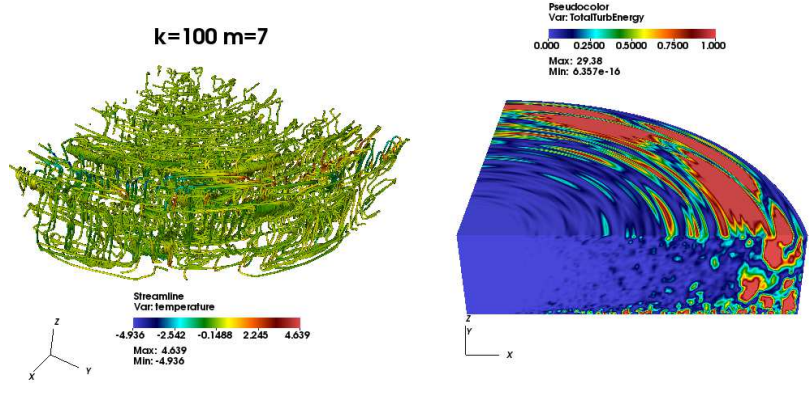 k=100 m=7
Streamline
Var: temperature
-4.936 -2.542 -0.1488 2.245 4.639
Max: 4.639
Min: -4.936
Z
X
Y
Pseudocolor
Var: TotalTurbEnergy
0.000 0.2500 0.5000 0.7500 1.000
Max: 29.38
Min: 6.357e-16
Z
Y
X